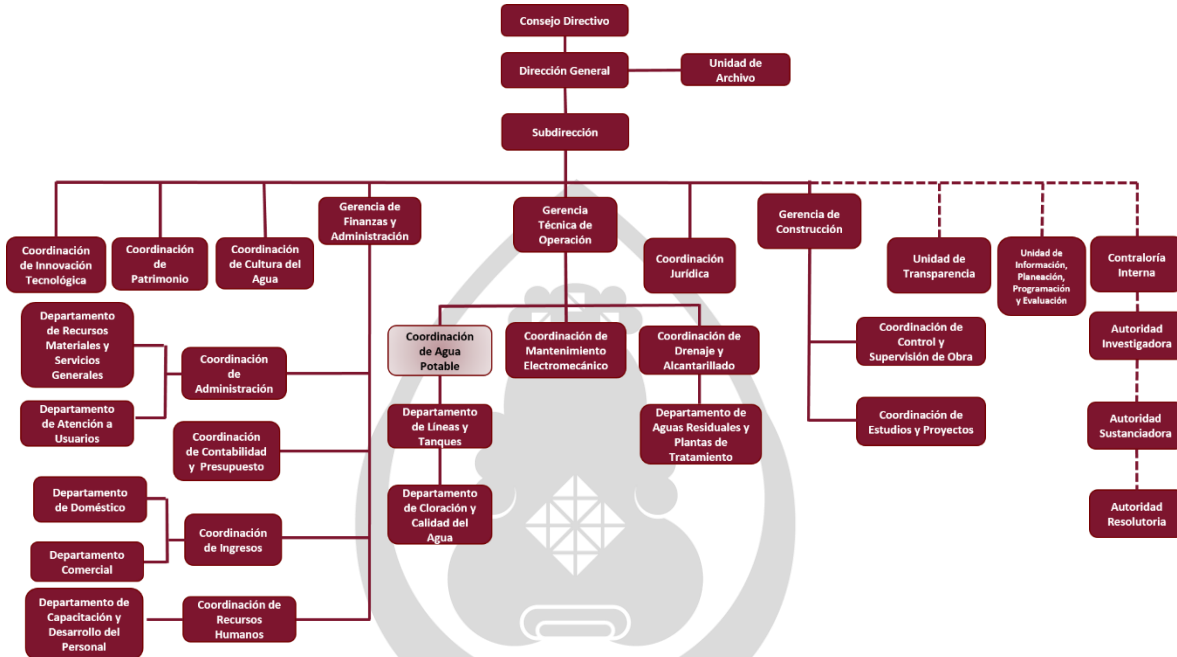 Consejo Directivo
Dirección General
Unidad de
Archivo
Subdirección
Coordinación
de Innovación
Tecnológica
Coordinación
de
Patrimonio
Coordinación
de Cultura del
Agua
Gerencia de
Finanzas y
Administración
Gerencia
Técnica de
Operación
Coordinación
Jurídica
Gerencia de
Construcción
Unidad de
Transparencia
Unidad de
Información,
Planeación,
Programación
y Evaluación
Contraloría
Interna
Departamento
de Recursos
Materiales y
Servicios
Generales
Coordinación
de
Administración
Departamento
de Atención a
Usuarios
Coordinación
de Contabilidad
y Presupuesto
Departamento
de Doméstico
Coordinación
de Ingresos
Departamento
Comercial
Departamento de
Capacitación y
Desarrollo del
Personal
Coordinación de
Recursos
Humanos
Coordinación
de Agua
Potable
Coordinación de
Mantenimiento
Electromecánico
Coordinación de
Drenaje y
Alcantarillado
Departamento
de Líneas y
Tanques
Departamento de
Aguas Residuales y
Plantas de
Tratamiento
Departamento
de Cloración y
Calidad del
Agua
Coordinación de
Control y
Supervisión de Obra
Coordinación de
Estudios y Proyectos
Autoridad
Investigadora
Autoridad
Sustanciadora
Autoridad
Resolutoria